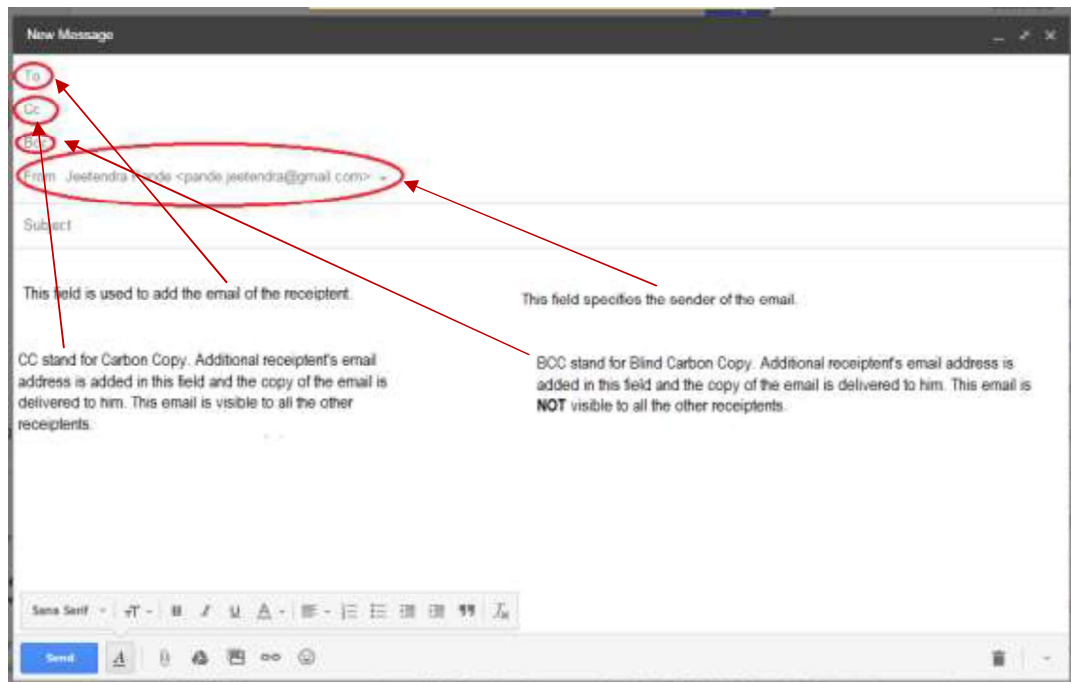 New Message
To
Cc
Bcc
From Jeetendra Pande <pande.jeetendra@gmail.com>
Subject
This field is used to add the email of the receiptent.
This field specifies the sender of the email.
CC stand for Carbon Copy. Additional receiptent's email
address is added in this field and the copy of the email is
delivered to him. This email is visible to all the other
receiptents.
BCC stand for Blind Carbon Copy. Additional receiptent's email address is
added in this field and the copy of the email is delivered to him. This email is
NOT visible to all the other receiptents.
Sans Serif
Send